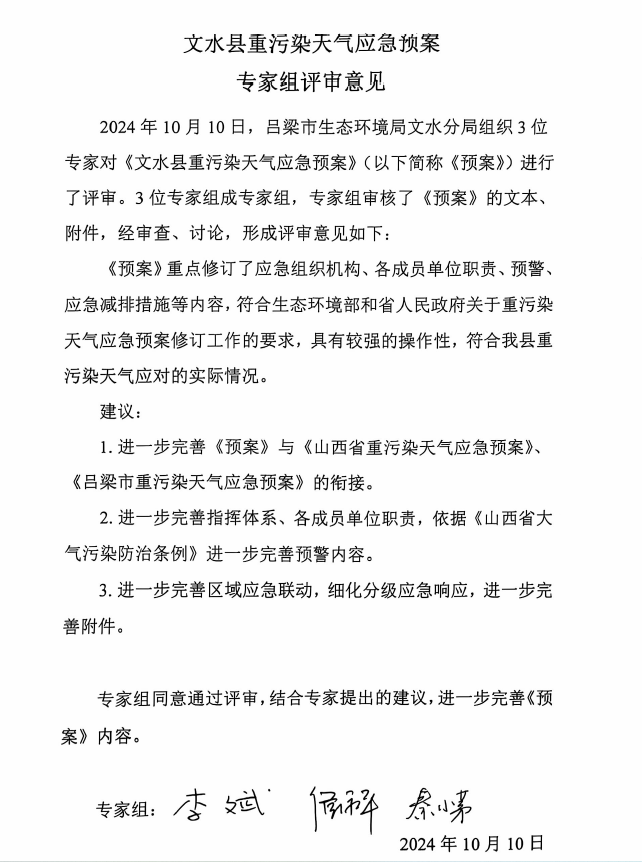 文水县重污染天气应急预案
专家组评审意见
2024 年 10 月 10 日，吕梁市生态环境局文水分局组织 3 位
专家对《文水县重污染天气应急预案》（以下简称《预案》）进行
了评审。3 位专家组成专家组，专家组审核了《预案》的文本、
附件，经审查、讨论，形成评审意见如下：
《预案》重点修订了应急组织机构、各成员单位职责、预警、
应急减排措施等内容，符合生态环境部和省人民政府关于重污染
天气应急预案修订工作的要求，具有较强的操作性，符合我县重
污染天气应对的实际情况。
建议：
1. 进一步完善《预案》与《山西省重污染天气应急预案》、
《吕梁市重污染天气应急预案》的衔接。
2. 进一步完善指挥体系、各成员单位职责，依据《山西省大
气污染防治条例》进一步完善预警内容。
3. 进一步完善区域应急联动，细化分级应急响应，进一步完
善附件。
专家组同意通过评审，结合专家提出的建议，进一步完善《预
案》内容。
专家组：李斌
2024 年 10 月 10 日